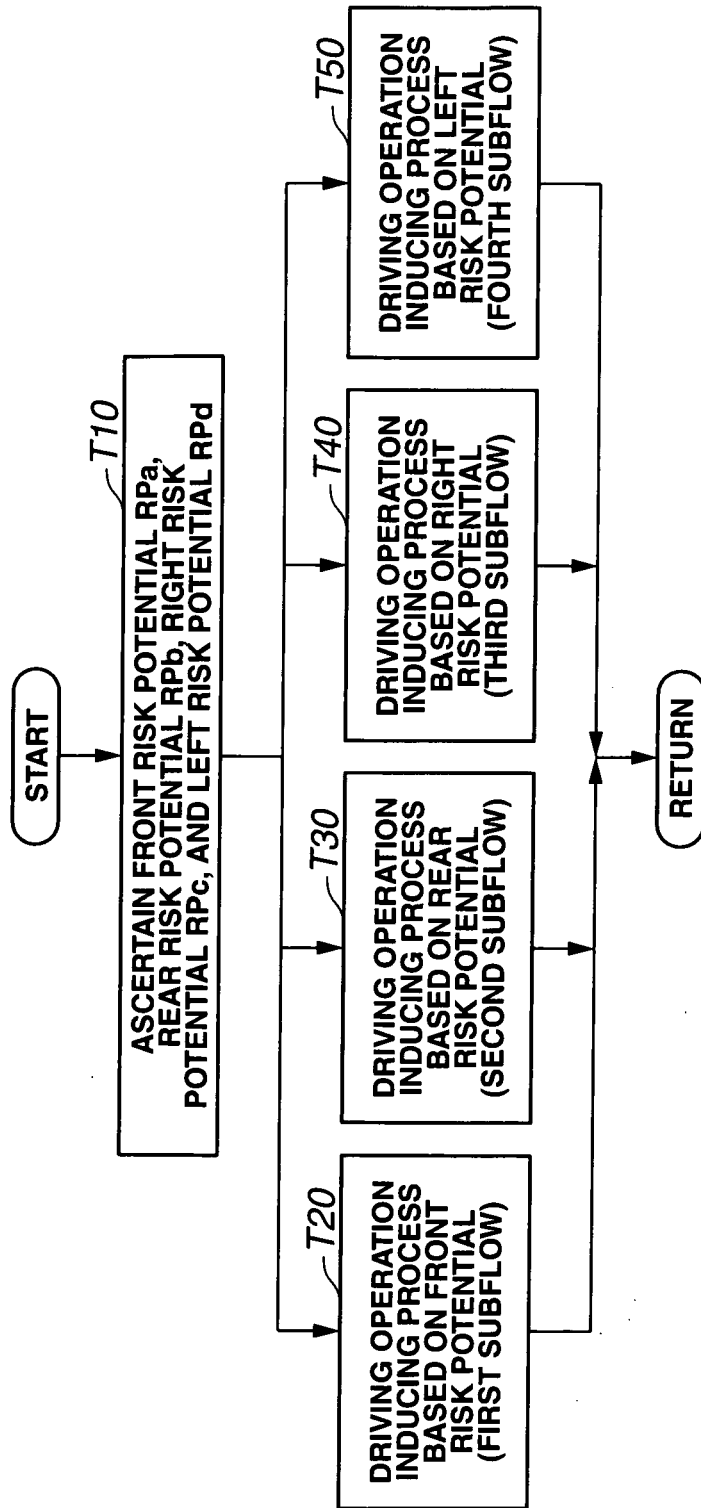 START
T10
ASCERTAIN FRONT RISK POTENTIAL RPa,
REAR RISK POTENTIAL RPb, RIGHT RISK
POTENTIAL RPc, AND LEFT RISK POTENTIAL RPd
T20
DRIVING OPERATION
INDUCING PROCESS
BASED ON FRONT
RISK POTENTIAL
(FIRST SUBFLOW)
T30
DRIVING OPERATION
INDUCING PROCESS
BASED ON REAR
RISK POTENTIAL
(SECOND SUBFLOW)
T40
DRIVING OPERATION
INDUCING PROCESS
BASED ON RIGHT
RISK POTENTIAL
(THIRD SUBFLOW)
T50
DRIVING OPERATION
INDUCING PROCESS
BASED ON LEFT
RISK POTENTIAL
(FOURTH SUBFLOW)
RETURN